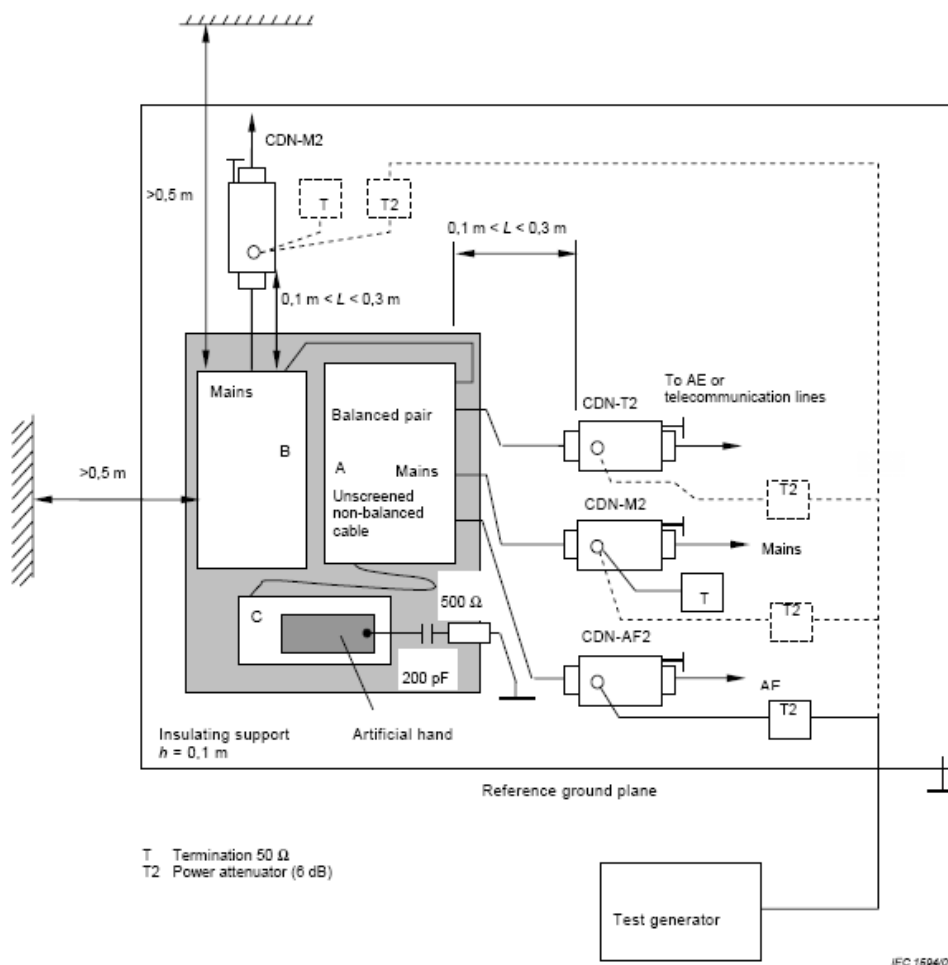 CDN-M2
>0,5 m
T
T2
0,1 m < L < 0,3 m
0,1 m < L < 0,3 m
Mains
B
Balanced pair
A
Mains
Unscreened
non-balanced
cable
CDN-T2
To AE or
telecommunication lines
T2
>0,5 m
CDN-M2
Mains
T
T2
C
500 Ω
200 pF
CDN-AF2
AE
T2
Insulating support
h = 0,1 m
Artificial hand
Reference ground plane
T Termination 50 Ω
T2 Power attenuator (6 dB)
Test generator